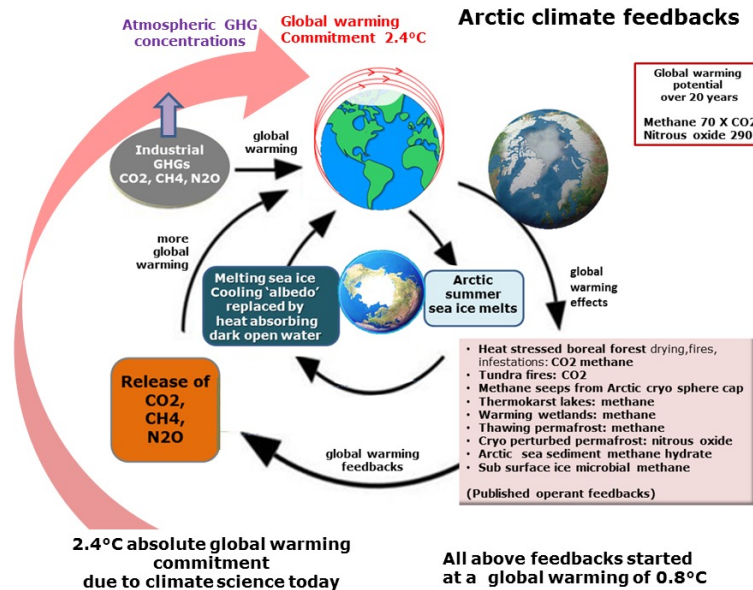 Arctic climate feedbacks
Atmospheric GHG
concentrations
Global warming
Commitment 2.4°C
Global warming
potential
over 20 years
Methane 70 X CO2
Nitrous oxide 290
Industrial
GHGs
CO2, CH4, N2O
global
warming
more
global
warming
Melting sea ice
Cooling ‘albedo’
replaced by
heat absorbing
dark open water
Arctic
summer
sea ice melts
global
warming
effects
Release of
CO2,
CH4,
N2O
• Heat stressed boreal forest drying,fires,
infestations: CO2 methane
• Tundra fires: CO2
• Methane seeps from Arctic cryo sphere cap
• Thermokarst lakes: methane
• Warming wetlands: methane
• Thawing permafrost: methane
• Cryo perturbed permafrost: nitrous oxide
• Arctic sea sediment methane hydrate
• Sub surface ice microbial methane
(Published operant feedbacks)
global warming
feedbacks
2.4°C absolute global warming
commitment
due to climate science today
All above feedbacks started
at a global warming of 0.8°C